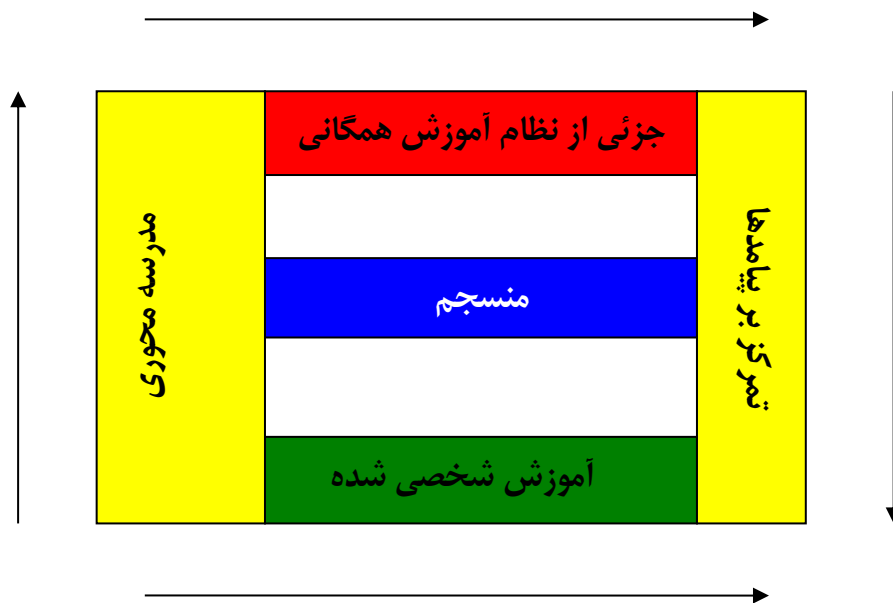 جزئی از نظام آموزش همگانی
تمرکز بر پیامدها
منسجم
مدرسه محوری
آموزش شخصی شده